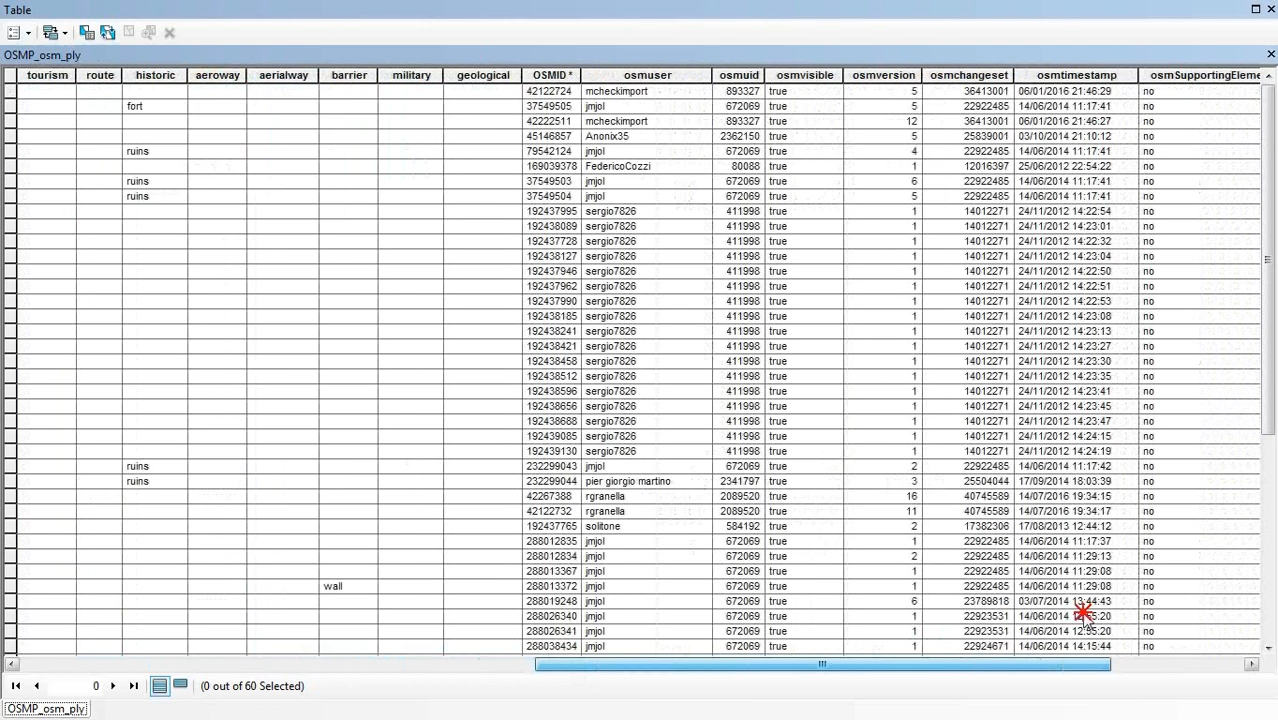 Table
OSMP_osm_ply
tourism route historic aeroway aerialway barrier military geological OSMID * osmuser osmuid osmvisible osmversion osmchangeset osmtimestamp osmSupportingEleme
42122724 mcheckimport 893327 true 5 36413001 06/01/2016 21:46:29 no
fort 37549505 jmjol 672069 true 5 22922485 14/06/2014 11:17:41 no
42222511 mcheckimport 893327 true 12 36413001 06/01/2016 21:46:27 no
45146857 Anonix35 2362150 true 5 25839001 03/10/2014 21:10:12 no
ruins 79542124 jmjol 672069 true 4 22922485 14/06/2014 11:17:41 no
169039378 FedericoCozzi 80088 true 1 12016397 25/06/2012 22:54:22 no
ruins 37549503 jmjol 672069 true 6 22922485 14/06/2014 11:17:41 no
ruins 37549504 jmjol 672069 true 5 22922485 14/06/2014 11:17:41 no
192437995 sergio7826 411998 true 1 14012271 24/11/2012 14:22:54 no
192438089 sergio7826 411998 true 1 14012271 24/11/2012 14:23:01 no
192437728 sergio7826 411998 true 1 14012271 24/11/2012 14:22:32 no
192438127 sergio7826 411998 true 1 14012271 24/11/2012 14:23:04 no
192437946 sergio7826 411998 true 1 14012271 24/11/2012 14:22:50 no
192437962 sergio7826 411998 true 1 14012271 24/11/2012 14:22:51 no
192437990 sergio7826 411998 true 1 14012271 24/11/2012 14:22:53 no
192438185 sergio7826 411998 true 1 14012271 24/11/2012 14:23:08 no
192438241 sergio7826 411998 true 1 14012271 24/11/2012 14:23:13 no
192438421 sergio7826 411998 true 1 14012271 24/11/2012 14:23:27 no
192438458 sergio7826 411998 true 1 14012271 24/11/2012 14:23:30 no
192438512 sergio7826 411998 true 1 14012271 24/11/2012 14:23:35 no
192438596 sergio7826 411998 true 1 14012271 24/11/2012 14:23:41 no
192438656 sergio7826 411998 true 1 14012271 24/11/2012 14:23:45 no
192438688 sergio7826 411998 true 1 14012271 24/11/2012 14:23:47 no
192439085 sergio7826 411998 true 1 14012271 24/11/2012 14:24:15 no
192439130 sergio7826 411998 true 1 14012271 24/11/2012 14:24:19 no
ruins 232299043 jmjol 672069 true 2 22922485 14/06/2014 11:17:42 no
ruins 232299044 pier giorgio martino 2341797 true 3 25504044 17/09/2014 18:03:39 no
42267388 rgranella 2089520 true 16 40745589 14/07/2016 19:34:15 no
42122732 rgranella 2089520 true 11 40745589 14/07/2016 19:34:17 no
192437765 solitone 584192 true 2 17382306 17/08/2013 12:44:12 no
288012835 jmjol 672069 true 1 22922485 14/06/2014 11:17:37 no
288012834 jmjol 672069 true 2 22922485 14/06/2014 11:29:13 no
288013367 jmjol 672069 true 1 22922485 14/06/2014 11:29:08 no
wall 288013372 jmjol 672069 true 1 22922485 14/06/2014 11:29:08 no
288019248 jmjol 672069 true 6 23789818 03/07/2014 13:44:43 no
288026340 jmjol 672069 true 1 22923531 14/06/2014 no
288026341 jmjol 672069 true 1 22923531 14/06/2014 12:55:20 no
288038434 jmjol 672069 true 1 22924671 14/06/2014 14:15:44 no
0 (0 out of 60 Selected)
OSMP_osm_ply